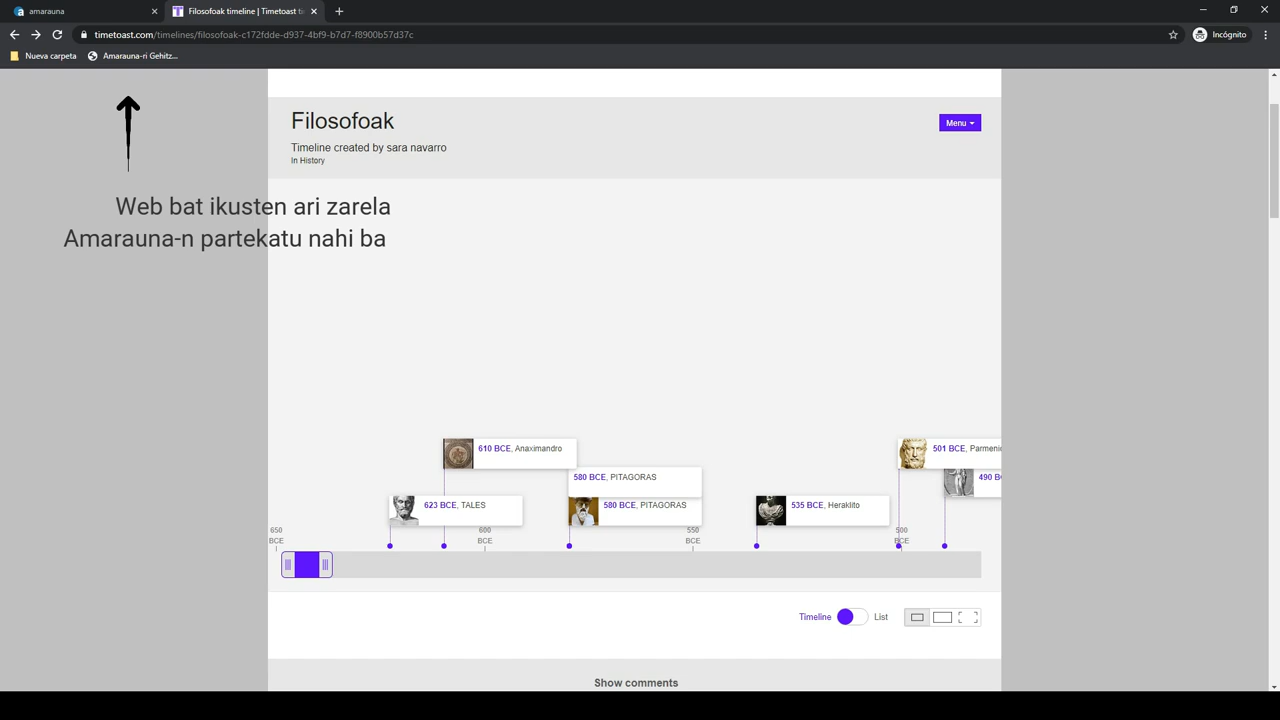 amarauna
Filosofoak timeline | Timetoast ti
timetoast.com/timelines/filosofoak-c172fdde-d937-4bf9-b7d7-f8900b57d37c
Incógnito
Nueva carpeta
Amarauna-ri Gehitz...
Filosofoak
Menu
Timeline created by sara navarro
In History
Web bat ikusten ari zarela
Amarauna-n partekatu nahi ba
610 BCE, Anaximandro
501 BCE, Parmeni
580 BCE, PITAGORAS
490 B
623 BCE, TALES
580 BCE, PITAGORAS
535 BCE, Heraklito
650 BCE
600 BCE
550 BCE
500 BCE
Timeline
List
Show comments